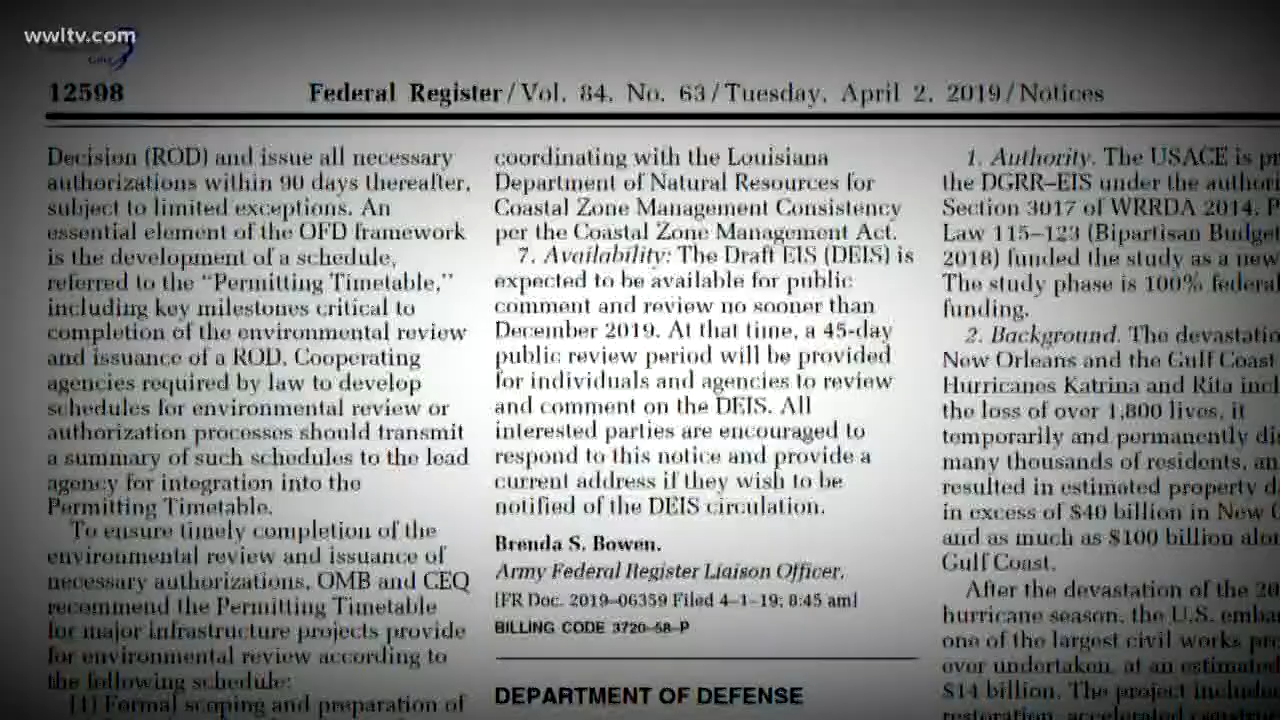 wwltv.com
12598 Federal Register/Vol. 84, No. 63/Tuesday, April 2, 2019/Notices
Decision (ROD) and issue all necessary
authorizations within 90 days thereafter,
subject to limited exceptions. An
essential element of the OFD framework
is the development of a schedule,
referred to the “Permitting Timetable,”
including key milestones critical to
completion of the environmental review
and issuance of a ROD. Cooperating
agencies required by law to develop
schedules for environmental review or
authorization processes should transmit
a summary of such schedules to the lead
agency for integration into the
Permitting Timetable.
To ensure timely completion of the
environmental review and issuance of
necessary authorizations, OMB and CEQ
recommend the Permitting Timetable
for major infrastructure projects provide
for environmental review according to
the following schedule:
(1) Formal scoping and preparation of
coordinating with the Louisiana
Department of Natural Resources for
Coastal Zone Management Consistency
per the Coastal Zone Management Act.
7. Availability: The Draft EIS (DEIS) is
expected to be available for public
comment and review no sooner than
December 2019. At that time, a 45-day
public review period will be provided
for individuals and agencies to review
and comment on the DEIS. All
interested parties are encouraged to
respond to this notice and provide a
current address if they wish to be
notified of the DEIS circulation.
Brenda S. Bowen,
Army Federal Register Liaison Officer.
[FR Doc. 2019–06359 Filed 4–1–19; 8:45 am]
BILLING CODE 3720–58–P
DEPARTMENT OF DEFENSE
1. Authority. The USACE is
the DGRR–EIS under the
Section 3017 of WRRDA 2014.
Law 115–123 (Bipartisan Budget
2018) funded the study as a new
The study phase is 100% federal
funding.
2. Background. The
New Orleans and the Gulf Coast
Hurricanes Katrina and Rita
the loss of over 1,800 lives, it
temporarily and permanently
many thousands of residents,
resulted in estimated property
in excess of $40 billion in New
and as much as $100 billion
Gulf Coast.
After the devastation of the
hurricane season, the U.S.
one of the largest civil works
ever undertaken, at an estimated
$14 billion. The project
restoration, accelerated